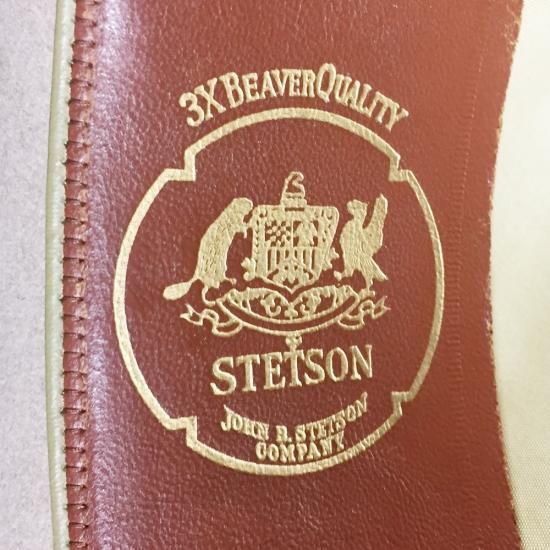 3X BEAVER QUALITY
STETSON
JOHN B. STETSON
COMPANY